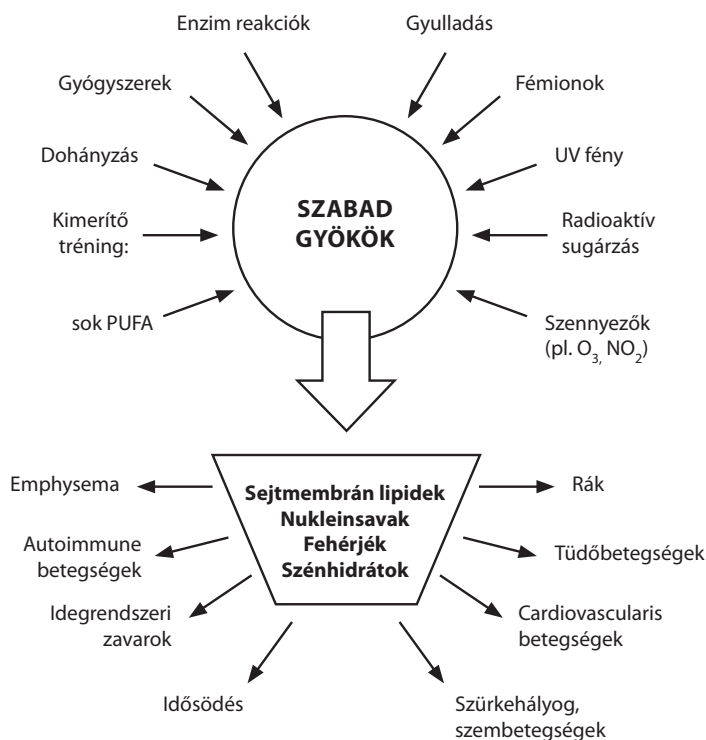 Enzim reakciók
Gyulladás
Gyógyszerek
Fémionok
Dohányzás
UV fény
SZABAD
GYÖKÖK
Kimerítő
tréning:
Radioaktív
sugárzás
sok PUFA
Szennyezők
(pl. O₃, NO₂)
Emphysema
Sejtmembrán lipidek
Nukleinsavak
Fehérjék
Szénhidrátok
Rák
Autoimmune
betegségek
Tüdőbetegségek
Idegrendszeri
zavarok
Cardiovascularis
betegségek
Idősödés
Szürkehályog,
szembetegségek